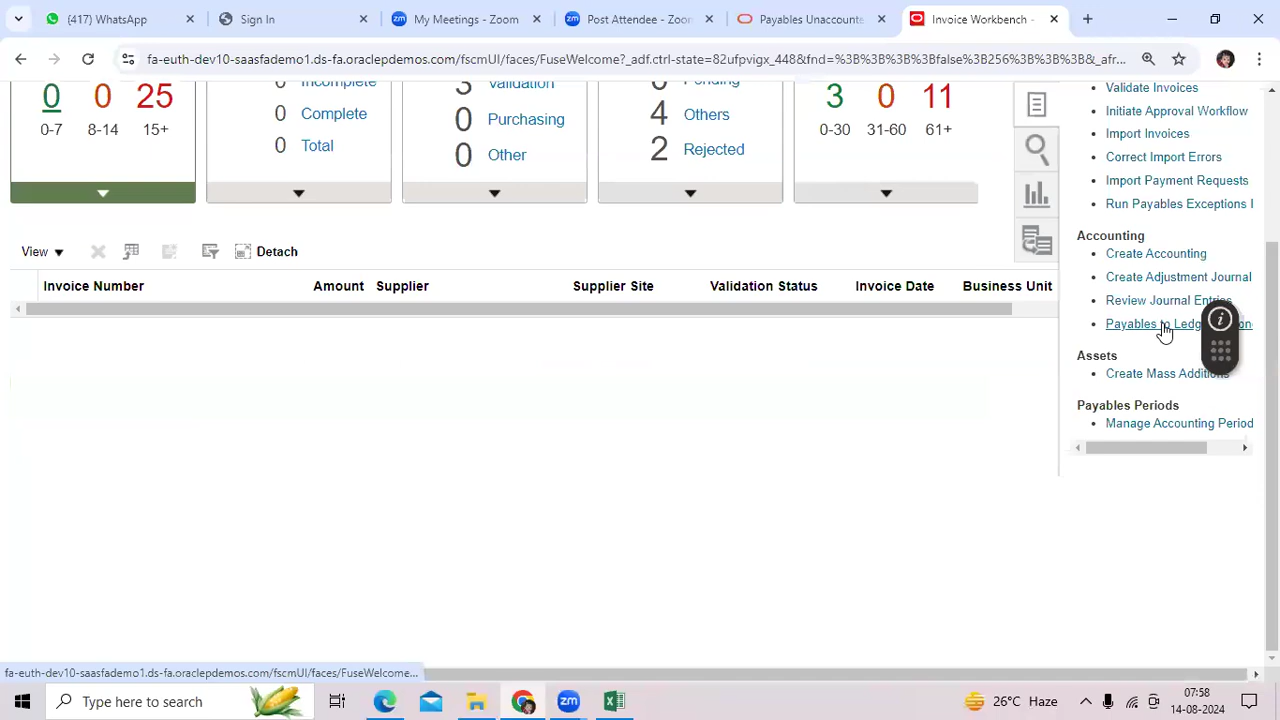 (417) WhatsApp
Sign In
My Meetings - Zoom
Post Attendee - Zoo
Payables Unaccounte
Invoice Workbench -
fa-euth-dev10-saasfademo1.ds-fa.oraclepdemos.com/fscmUI/faces/FuseWelcome?_adf.ctrl-state=82ufpvigx_448&fnd=%3B%3B%3B%3Bfalse%3B256%3B%3B%3B&_afr...
0 0 25
0-7 8-14 15+
0 Incomplete
0 Complete
0 Total
3 Validation
0 Purchasing
0 Other
0 Pending
4 Others
2 Rejected
3 0 11
0-30 31-60 61+
View
Detach
Invoice Number Amount Supplier Supplier Site Validation Status Invoice Date Business Unit
Validate Invoices
Initiate Approval Workflow
Import Invoices
Correct Import Errors
Import Payment Requests
Run Payables Exceptions
Accounting
Create Accounting
Create Adjustment Journal
Review Journal Entries
Payables to Ledg
Assets
Create Mass Additions
Payables Periods
Manage Accounting Period
fa-euth-dev10-saasfademo1.ds-fa.oraclepdemos.com/fscmUI/faces/FuseWelcome...
Type here to search
26°C Haze
07:58
14-08-2024